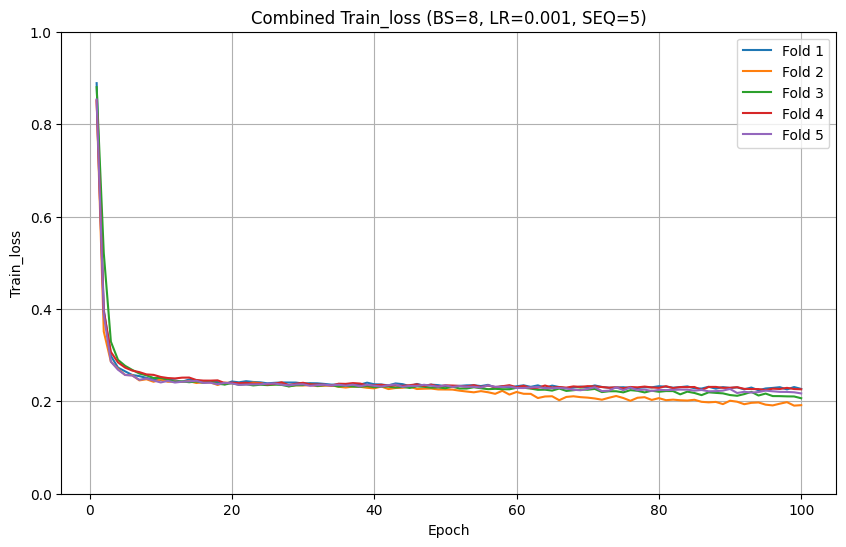 Combined Train_loss (BS=8, LR=0.001, SEQ=5)
Train_loss
1.0
0.8
0.6
0.4
0.2
0.0
Fold 1
Fold 2
Fold 3
Fold 4
Fold 5
0 20 40 60 80 100
Epoch